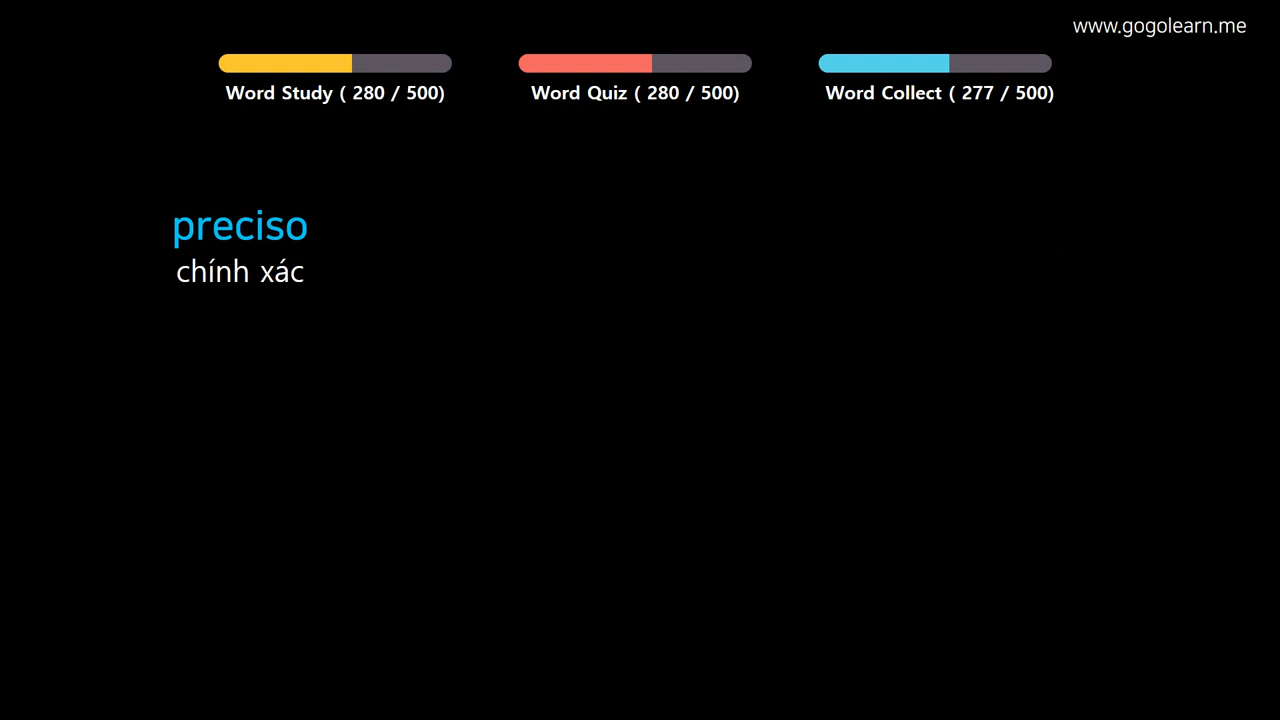 www.gogolearn.me
Word Study ( 280 / 500)
Word Quiz ( 280 / 500)
Word Collect ( 277 / 500)
preciso
chính xác